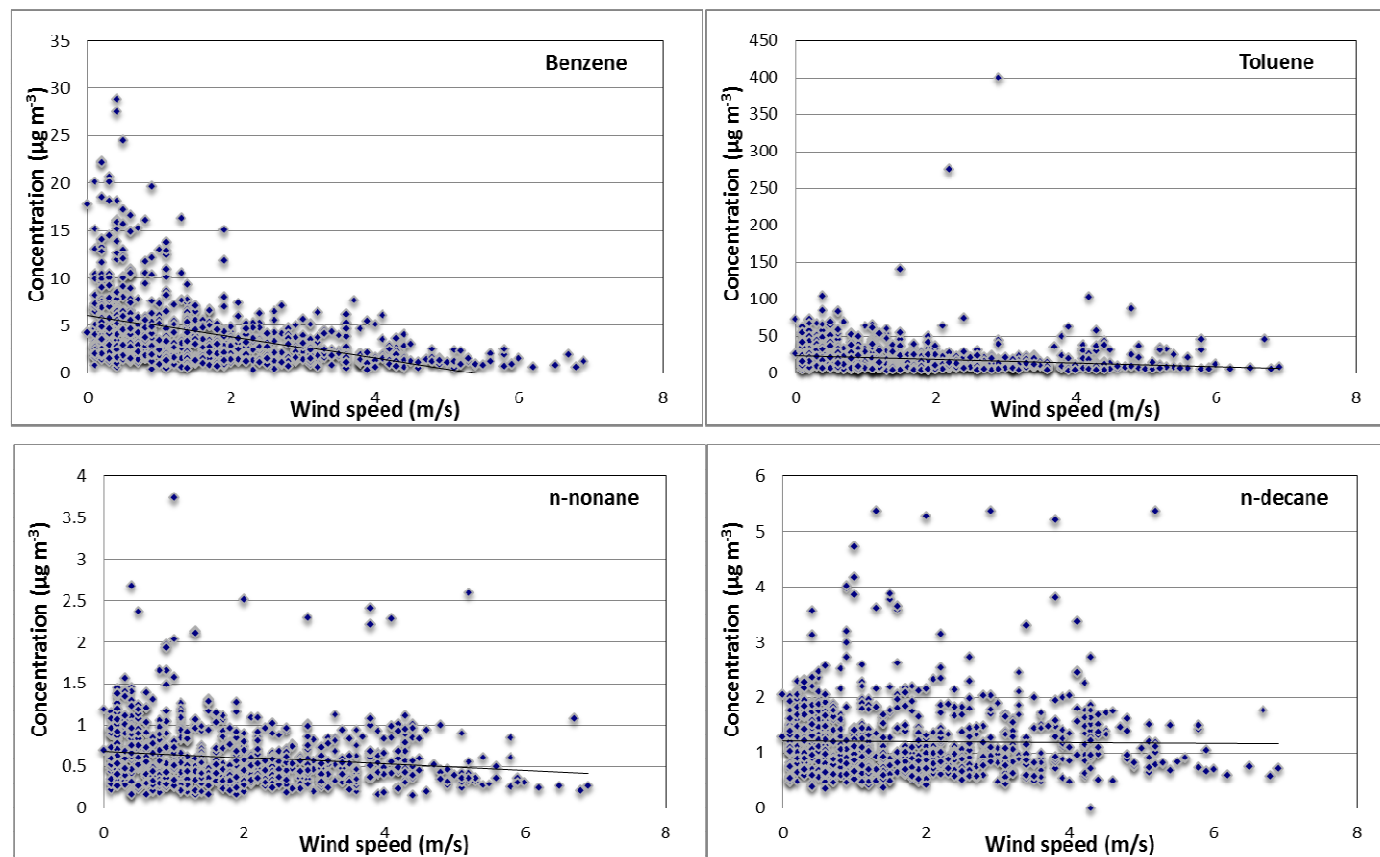 Benzene
Concentration (µg m-3)
35
30
25
20
15
10
5
0
0 2 4 6 8
Wind speed (m/s)
Toluene
Concentration (µg m-3)
450
400
350
300
250
200
150
100
50
0
0 2 4 6 8
Wind speed (m/s)
n-nonane
Concentration (µg m-3)
4
3.5
3
2.5
2
1.5
1
0.5
0
0 2 4 6 8
Wind speed (m/s)
n-decane
Concentration (µg m-3)
6
5
4
3
2
1
0
0 2 4 6 8
Wind speed (m/s)